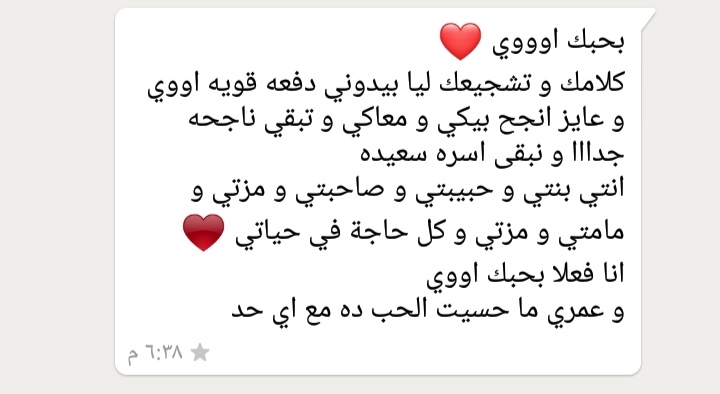 بحبك اوووي ❤️
كلامك و تشجيعك ليا بيدوني دفعه قويه اووي
و عايز انجح بيكي و معاكي و تبقي ناجحه
جدااا و نبقى اسره سعيده
انتي بنتي و حبيبتي و صاحبتي و مزتي و
مامتي و مزتي و كل حاجة في حياتي ♥️
انا فعلا بحبك اووي
و عمري ما حسيت الحب ده مع اي حد
★ ٦:٣٨ م